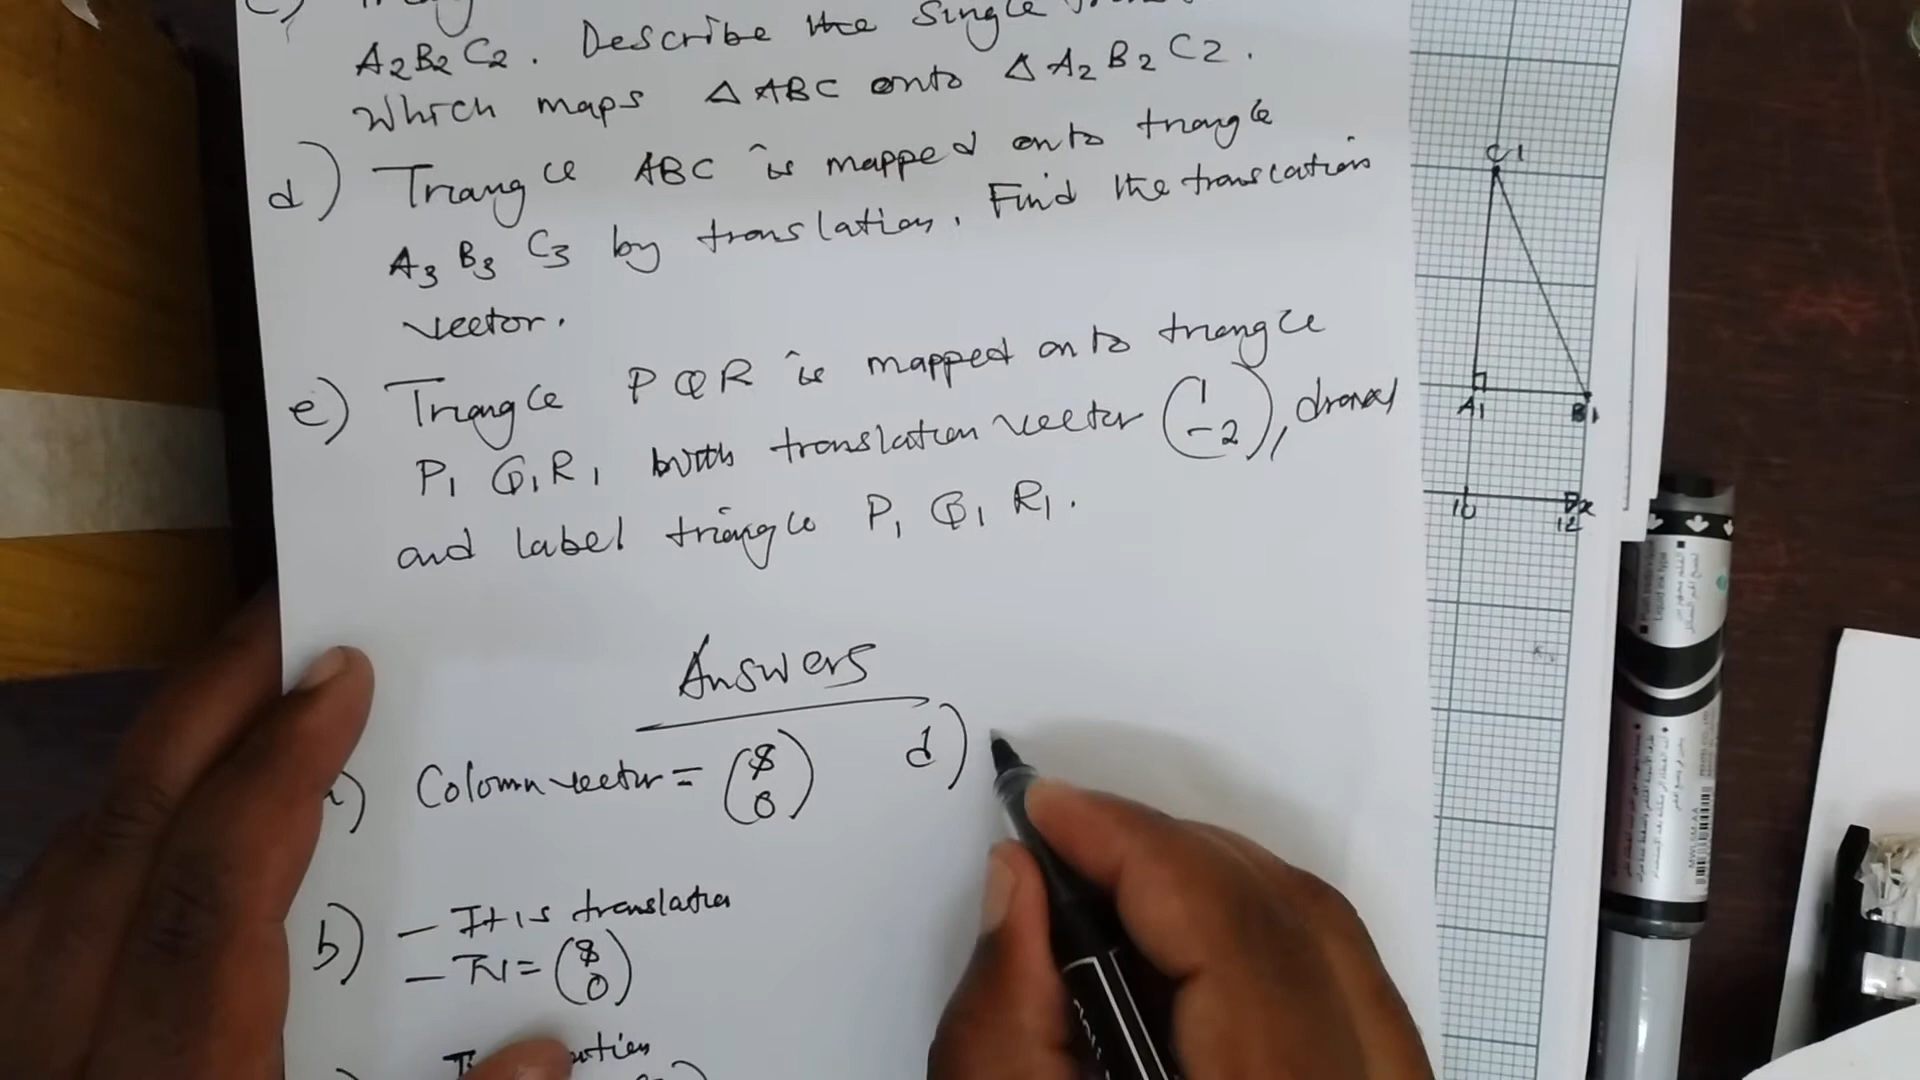 A2B2C2. Describe the single
which maps △ABC onto △A2B2C2.
d) Triangle ABC is mapped onto triangle
A3 B3 C3 by translation. Find the translation
vector.
e) Triangle PQR is mapped onto triangle
P1 Q1 R1 with translation vector (1 -2), draw
and label triangle P1 Q1 R1.
Answers
Colomn vector = (8 0)
d)
b) - It is translation
- TV = (8 0)
C1
A1
B1
10
12